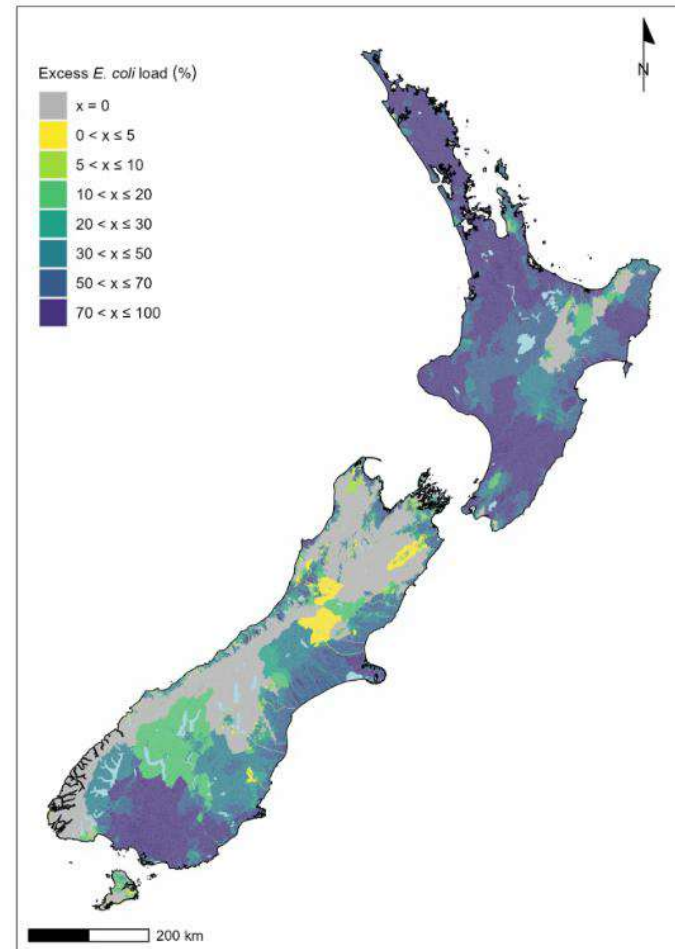 N
Excess E. coli load (%)
x = 0
0 < x ≤ 5
5 < x ≤ 10
10 < x ≤ 20
20 < x ≤ 30
30 < x ≤ 50
50 < x ≤ 70
70 < x ≤ 100
200 km